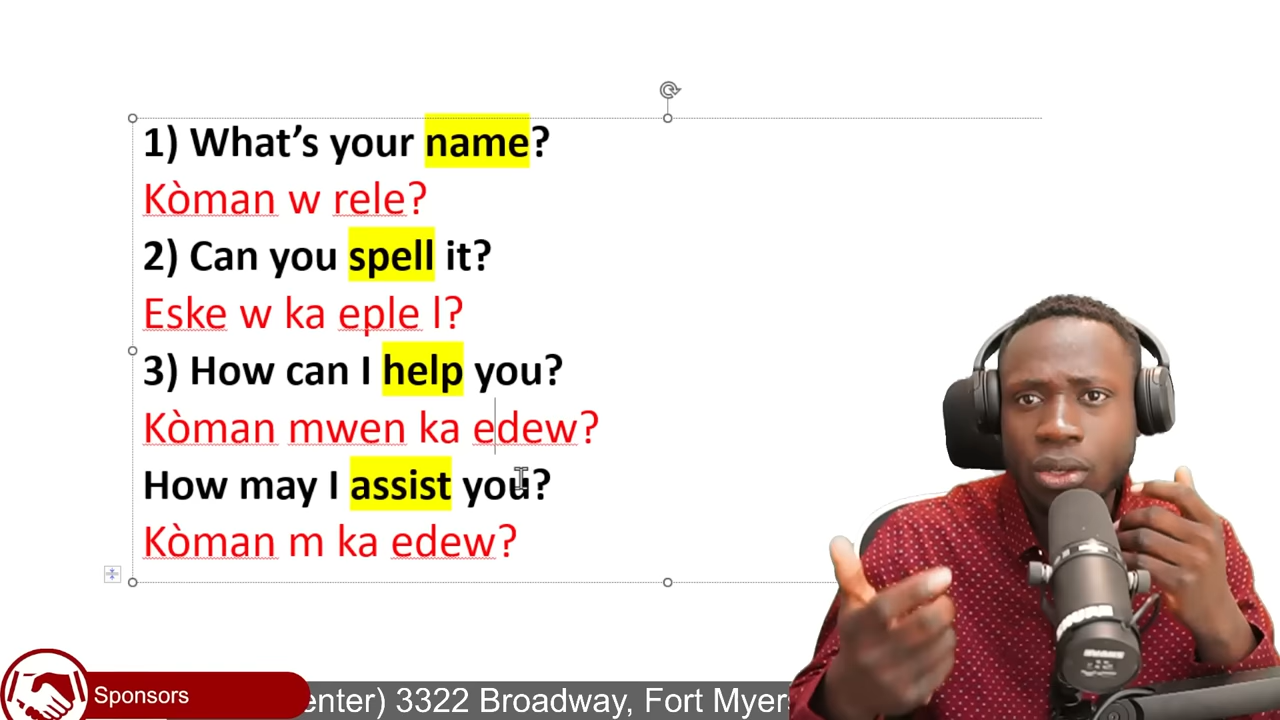 1) What’s your name?
Kòman w rele?
2) Can you spell it?
Eske w ka eple l?
3) How can I help you?
Kòman mwen ka edew?
How may I assist you?
Kòman m ka edew?
Sponsors
enter) 3322 Broadway, Fort Myer